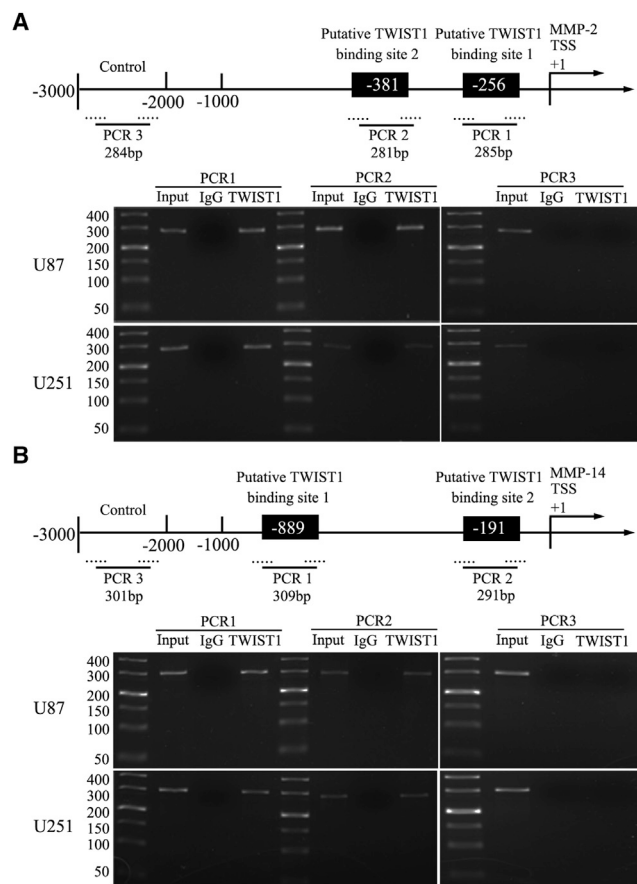 A
Putative TWIST1 binding site 2
Putative TWIST1 binding site 1
MMP-2 TSS +1
Control
-3000
-2000
-1000
-381
-256
PCR 3
284bp
PCR 2
281bp
PCR 1
285bp
PCR1
PCR2
PCR3
Input IgG TWIST1
Input IgG TWIST1
Input IgG TWIST1
U87
400
300
200
150
100
50
U251
400
300
200
150
100
50
B
Putative TWIST1 binding site 1
Putative TWIST1 binding site 2
MMP-14 TSS +1
Control
-3000
-2000
-1000
-889
-191
PCR 3
301bp
PCR 1
309bp
PCR 2
291bp
PCR1
PCR2
PCR3
Input IgG TWIST1
Input IgG TWIST1
Input IgG TWIST1
U87
400
300
200
150
100
50
U251
400
300
200
150
100
50